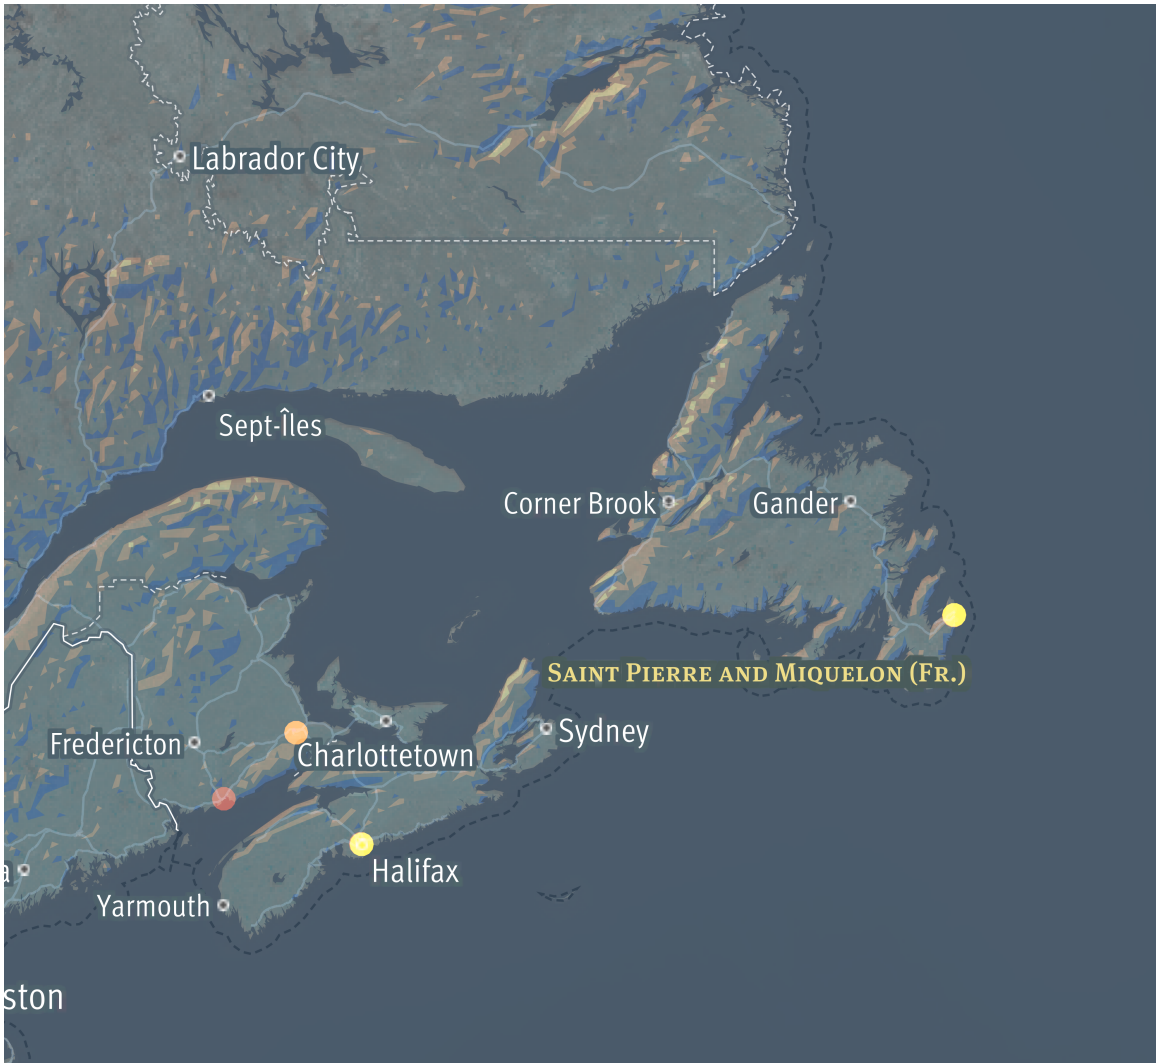 Labrador City
Sept-Îles
Corner Brook
Gander
Saint Pierre and Miquelon (Fr.)
Sydney
Fredericton
Charlottetown
a
Halifax
Yarmouth
ston